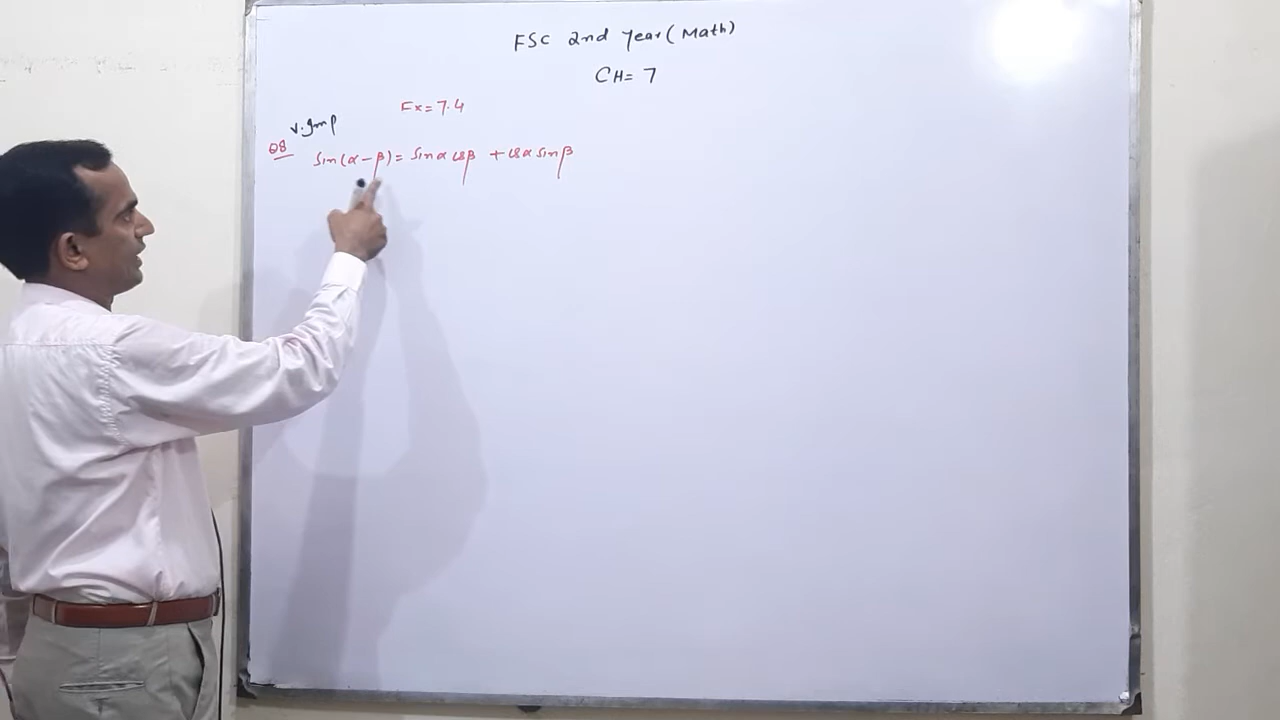 FSC 2nd Year (Math)
CH= 7
Ex= 7.4
V.Imp
Q8
Sin(α-β)= Sinα Cosβ + Cosα Sinβ